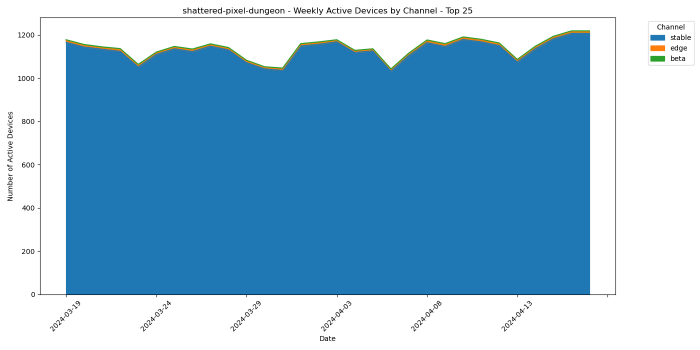 shattered-pixel-dungeon - Weekly Active Devices by Channel - Top 25
Number of Active Devices
1200
1000
800
600
400
200
0
2024-03-19
2024-03-24
2024-03-29
2024-04-03
2024-04-08
2024-04-13
Date
Channel
stable
edge
beta